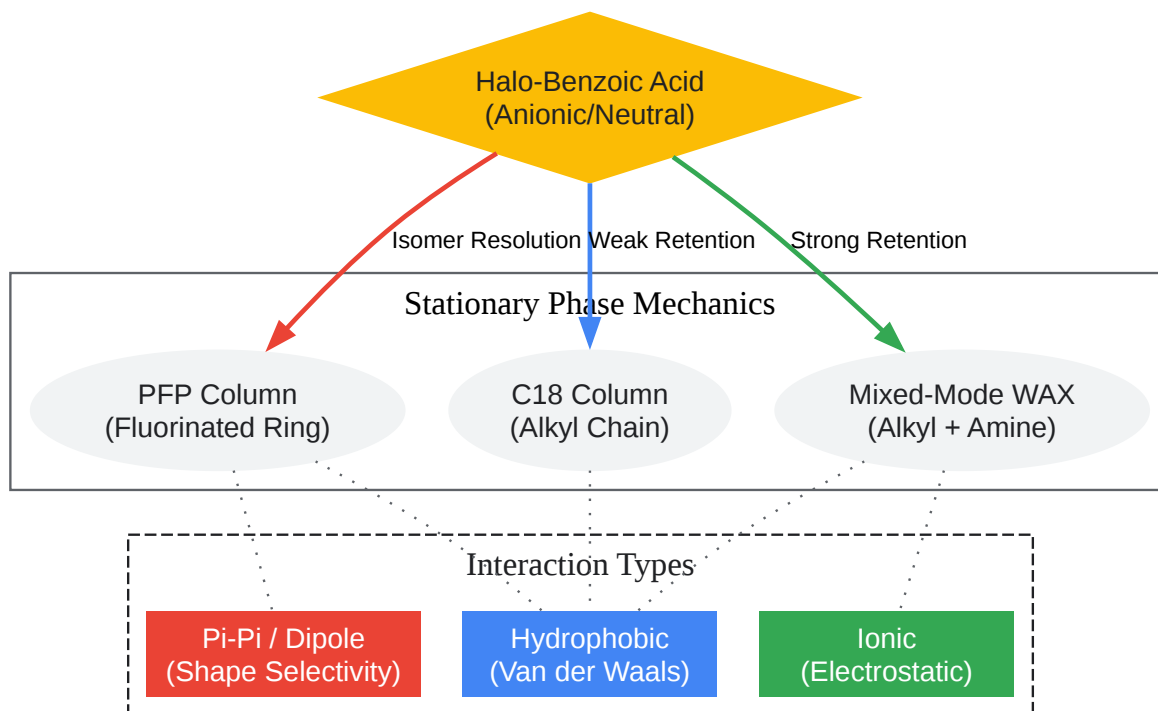 Halo-Benzoic Acid
(Anionic/Neutral)
Isomer Resolution
Weak Retention
Strong Retention
Stationary Phase Mechanics
PFP Column
(Fluorinated Ring)
C18 Column
(Alkyl Chain)
Mixed-Mode WAX
(Alkyl + Amine)
Interaction Types
Pi-Pi / Dipole
(Shape Selectivity)
Hydrophobic
(Van der Waals)
Ionic
(Electrostatic)